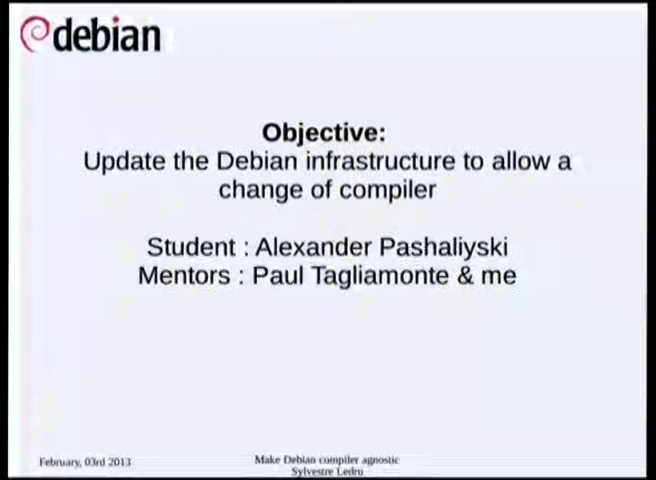 debian
Objective:
Update the Debian infrastructure to allow a
change of compiler
Student : Alexander Pashaliyski
Mentors : Paul Tagliamonte & me
February, 03rd 2013
Make Debian compiler agnostic
Sylvestre Ledru